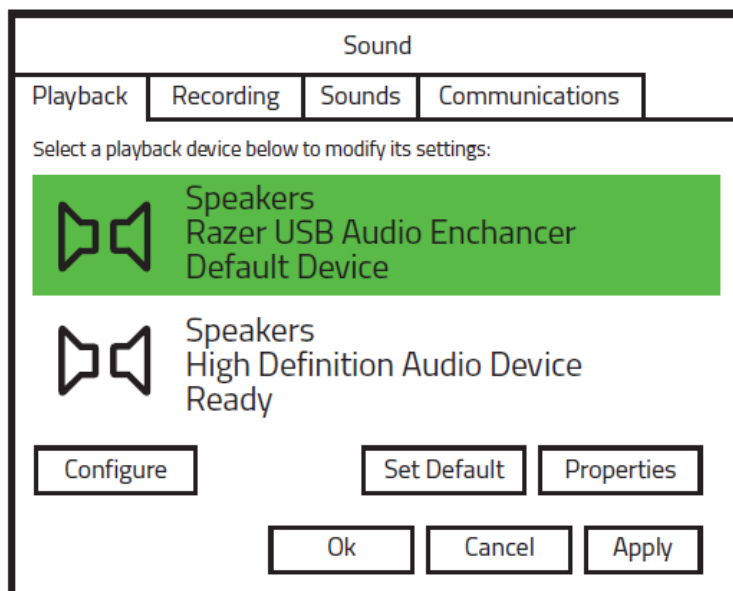 Sound
Playback Recording Sounds Communications
Select a playback device below to modify its settings:
Speakers
Razer USB Audio Enchancer
Default Device
Speakers
High Definition Audio Device
Ready
Configure Set Default Properties
Ok Cancel Apply